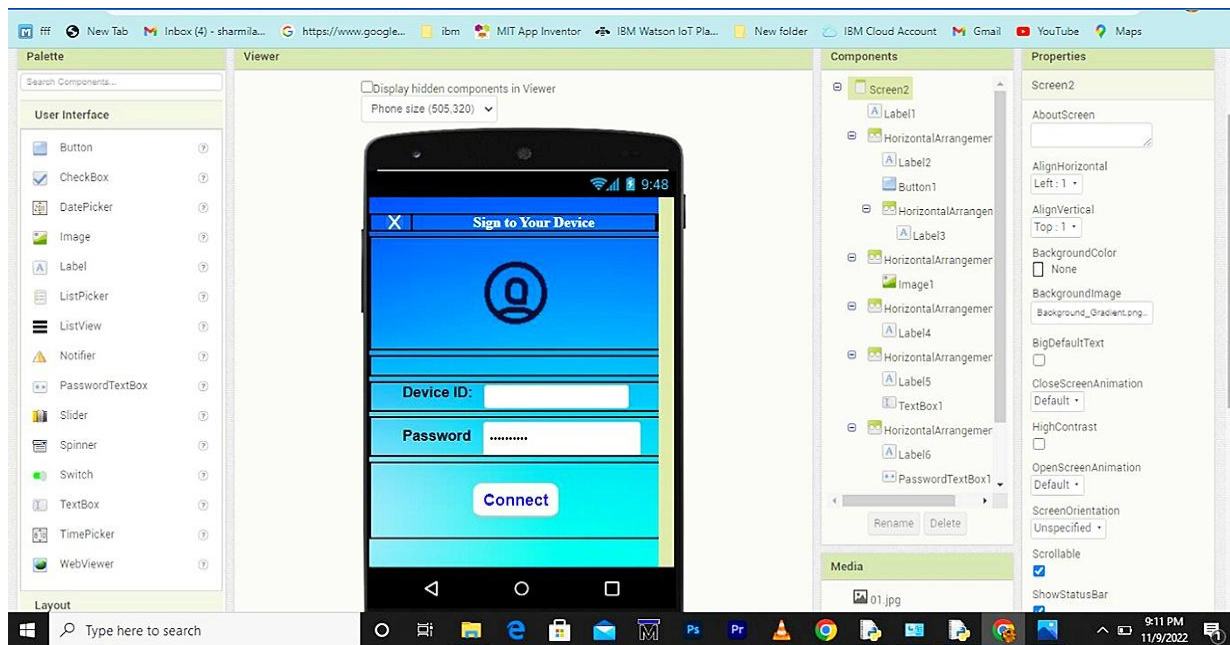 fff New Tab Inbox (4) - sharmila... https://www.google... ibm MIT App Inventor IBM Watson IoT Pla... New folder IBM Cloud Account Gmail YouTube Maps
Palette
Search Components...
User Interface
Button
CheckBox
DatePicker
Image
Label
ListPicker
ListView
Notifier
PasswordTextBox
Slider
Spinner
Switch
TextBox
TimePicker
WebViewer
Layout
Viewer
Display hidden components in Viewer
Phone size (505,320)
9:48
X Sign to Your Device
Device ID:
Password
Connect
Components
Screen2
Label1
HorizontalArrangemer
Label2
Button1
HorizontalArrangen
Label3
HorizontalArrangemer
Image1
HorizontalArrangemer
Label4
HorizontalArrangemer
Label5
TextBox1
HorizontalArrangemer
Label6
PasswordTextBox1
Rename Delete
Media
01.jpg
Properties
Screen2
AboutScreen
AlignHorizontal
Left : 1
AlignVertical
Top : 1
BackgroundColor
None
BackgroundImage
Background_Gradient.png...
BigDefaultText
CloseScreenAnimation
Default
HighContrast
OpenScreenAnimation
Default
ScreenOrientation
Unspecified
Scrollable
ShowStatusBar
Type here to search
Ps
Pr
9:11 PM
11/9/2022